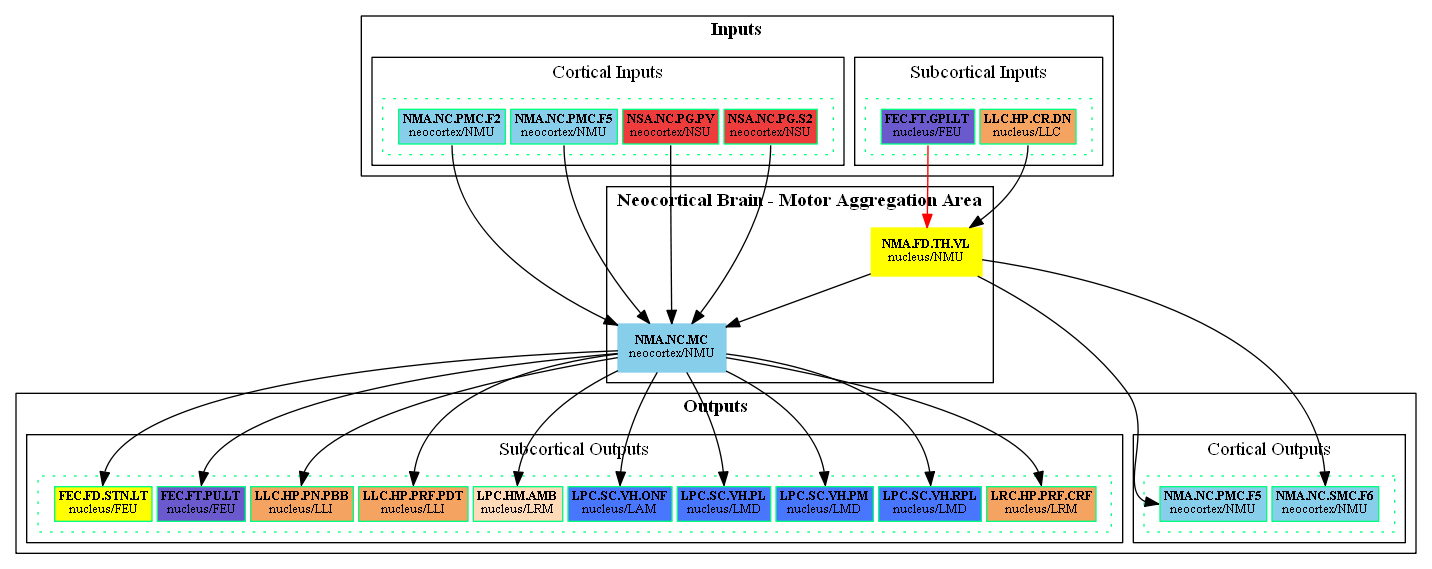 Inputs
Cortical Inputs
Subcortical Inputs
NMA.NC.PMC.F2
neocortex/NMU
NMA.NC.PMC.F5
neocortex/NMU
NSA.NC.PG.PV
neocortex/NSU
NSA.NC.PG.S2
neocortex/NSU
FEC.FT.GPI.LT
nucleus/FEU
LLC.HP.CR.DN
nucleus/LLC
Neocortical Brain - Motor Aggregation Area
NMA.FD.TH.VL
nucleus/NMU
NMA.NC.MC
neocortex/NMU
Outputs
Subcortical Outputs
Cortical Outputs
FEC.FD.STN.LT
nucleus/FEU
FEC.FT.PU.LT
nucleus/FEU
LLC.HP.PN.PBB
nucleus/LLI
LLC.HP.PRF.PDT
nucleus/LLI
LPC.HM.AMB
nucleus/LRM
LPC.SC.VH.ONF
nucleus/LAM
LPC.SC.VH.PL
nucleus/LMD
LPC.SC.VH.PM
nucleus/LMD
LPC.SC.VH.RPL
nucleus/LMD
LRC.HP.PRF.CRF
nucleus/LRM
NMA.NC.PMC.F5
neocortex/NMU
NMA.NC.SMC.F6
neocortex/NMU